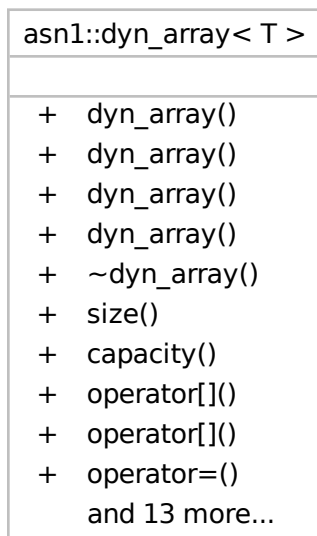 asn1::dyn_array< T >
+ dyn_array()
+ dyn_array()
+ dyn_array()
+ dyn_array()
+ ~dyn_array()
+ size()
+ capacity()
+ operator[]()
+ operator[]()
+ operator=()
and 13 more...